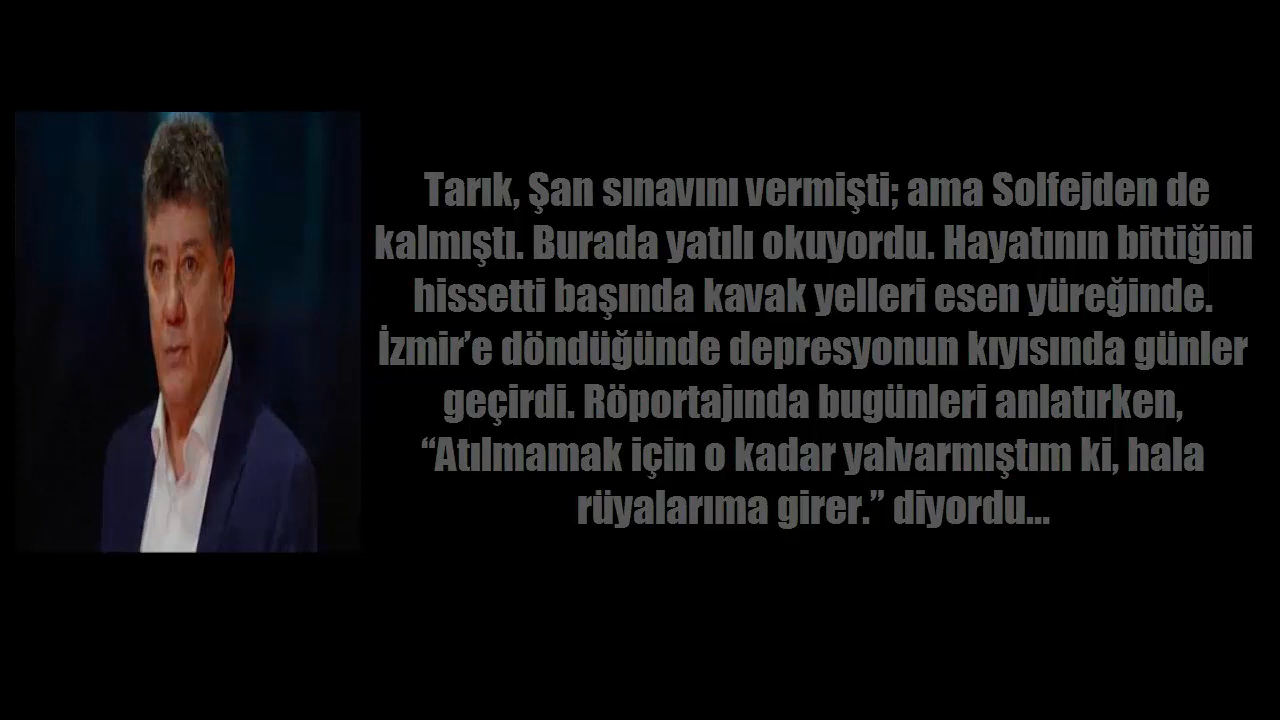 Tarık, Şan sınavını vermişti; ama Solfejden de
kalmıştı. Burada yatılı okuyordu. Hayatının bittiğini
hissetti başında kavak yelleri esen yüreğinde.
İzmir’e döndüğünde depresyonun kıyısında günler
geçirdi. Röportajında bugünleri anlatırken,
“Atılmamak için o kadar yalvarmıştım ki, hala
rüyalarıma girer.” diyordu...